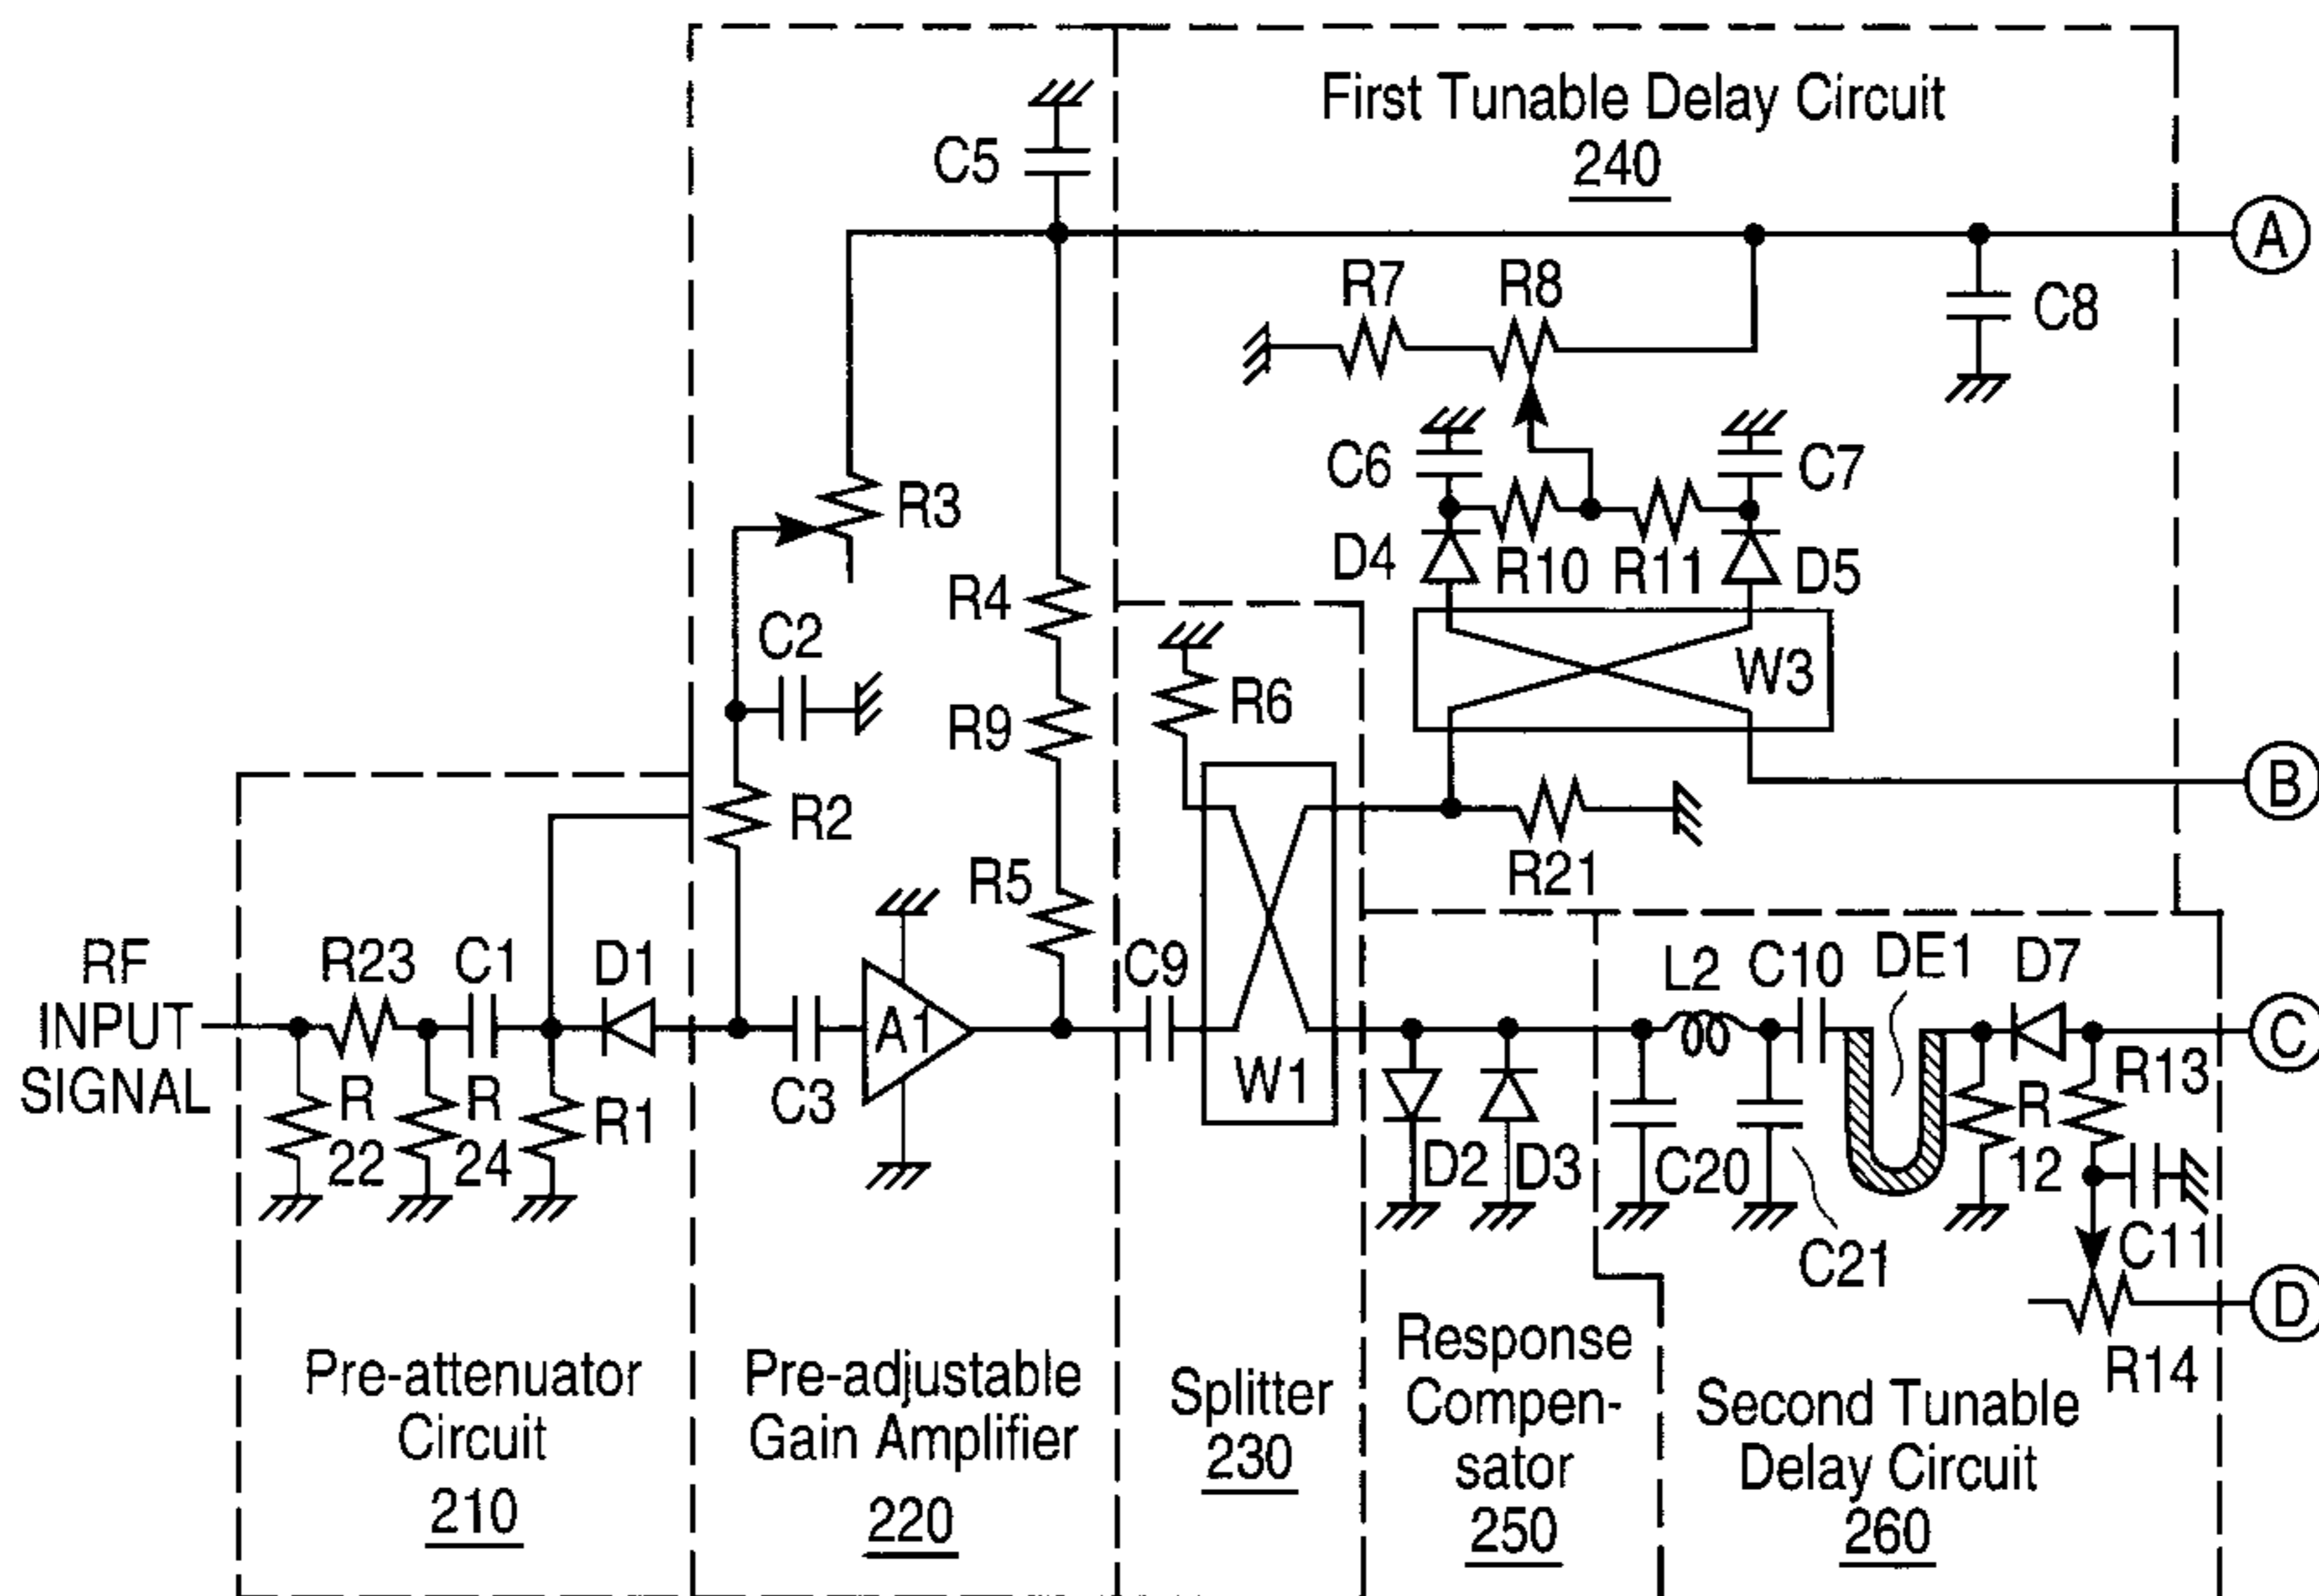 First Tunable Delay Circuit
240
C5
A
R7
R8
C8
C6
C7
R3
D4
R10
R11
D5
R4
C2
R6
W3
R9
R2
B
R5
R21
RF
INPUT
SIGNAL
R23
C1
D1
A1
C9
L2
C10
DE1
D7
C
R
22
R
24
R1
C3
W1
D2
D3
C20
R
12
R13
C21
C11
D
R14
Pre-attenuator
Circuit
210
Pre-adjustable
Gain Amplifier
220
Splitter
230
Response
Compen-
sator
250
Second Tunable
Delay Circuit
260